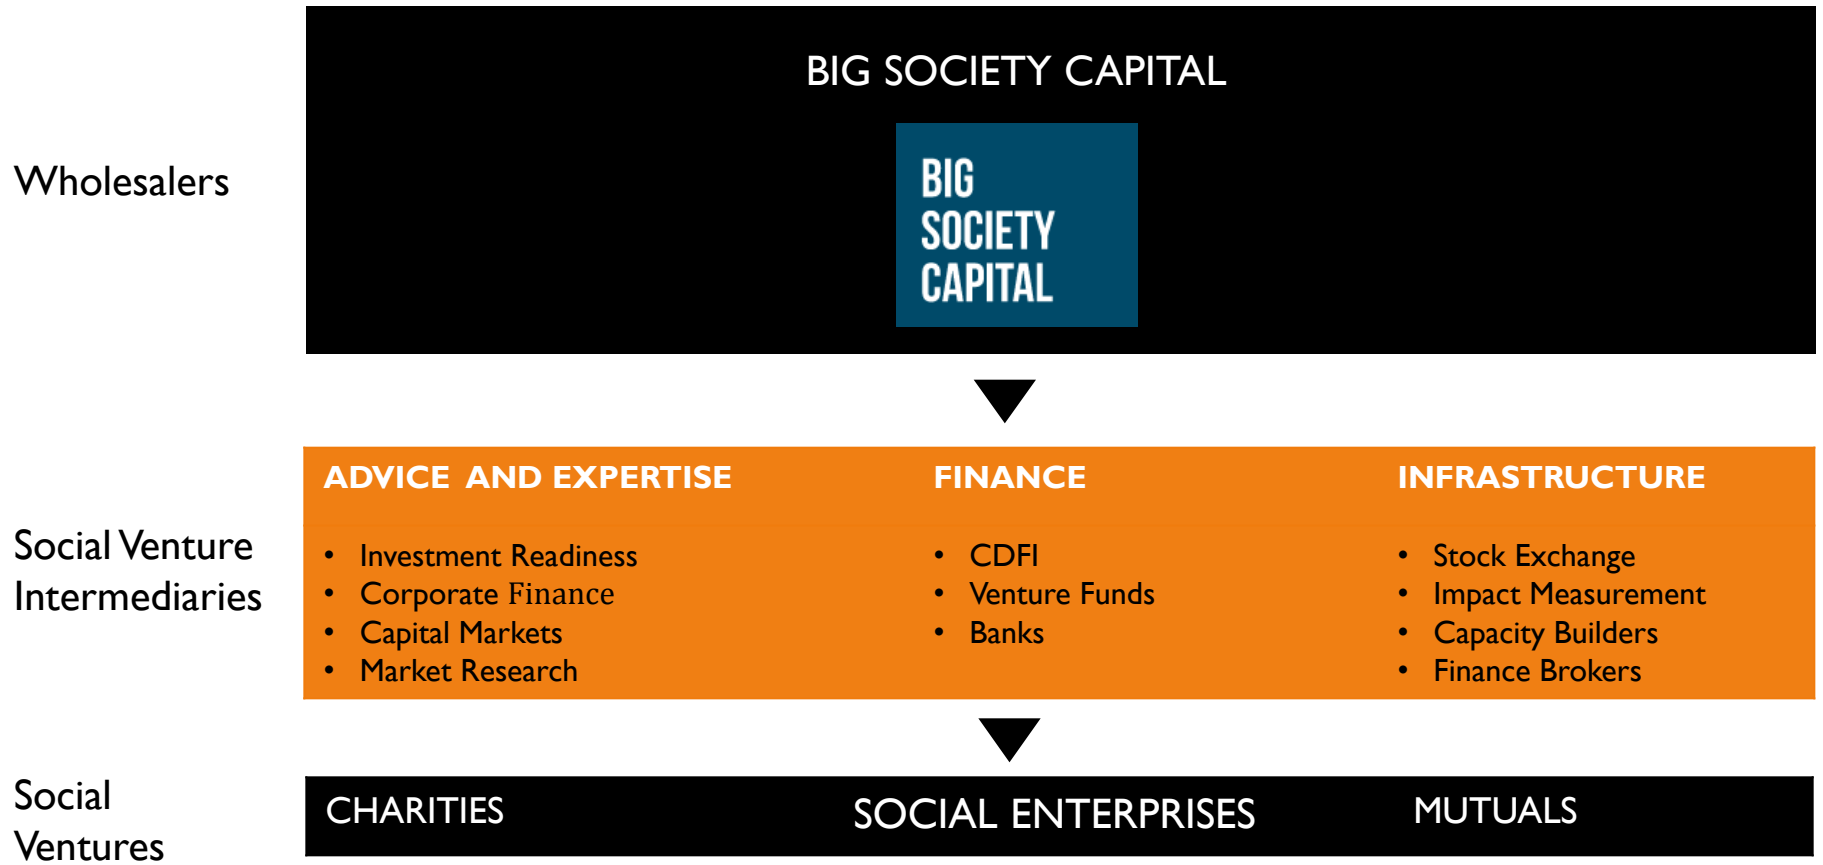 BIG SOCIETY CAPITAL
BIG
SOCIETY
CAPITAL
Wholesalers
ADVICE AND EXPERTISE
FINANCE
INFRASTRUCTURE
Social Venture
Intermediaries
• Investment Readiness
• Corporate Finance
• Capital Markets
• Market Research
• CDFI
• Venture Funds
• Banks
• Stock Exchange
• Impact Measurement
• Capacity Builders
• Finance Brokers
Social
Ventures
CHARITIES
SOCIAL ENTERPRISES
MUTUALS